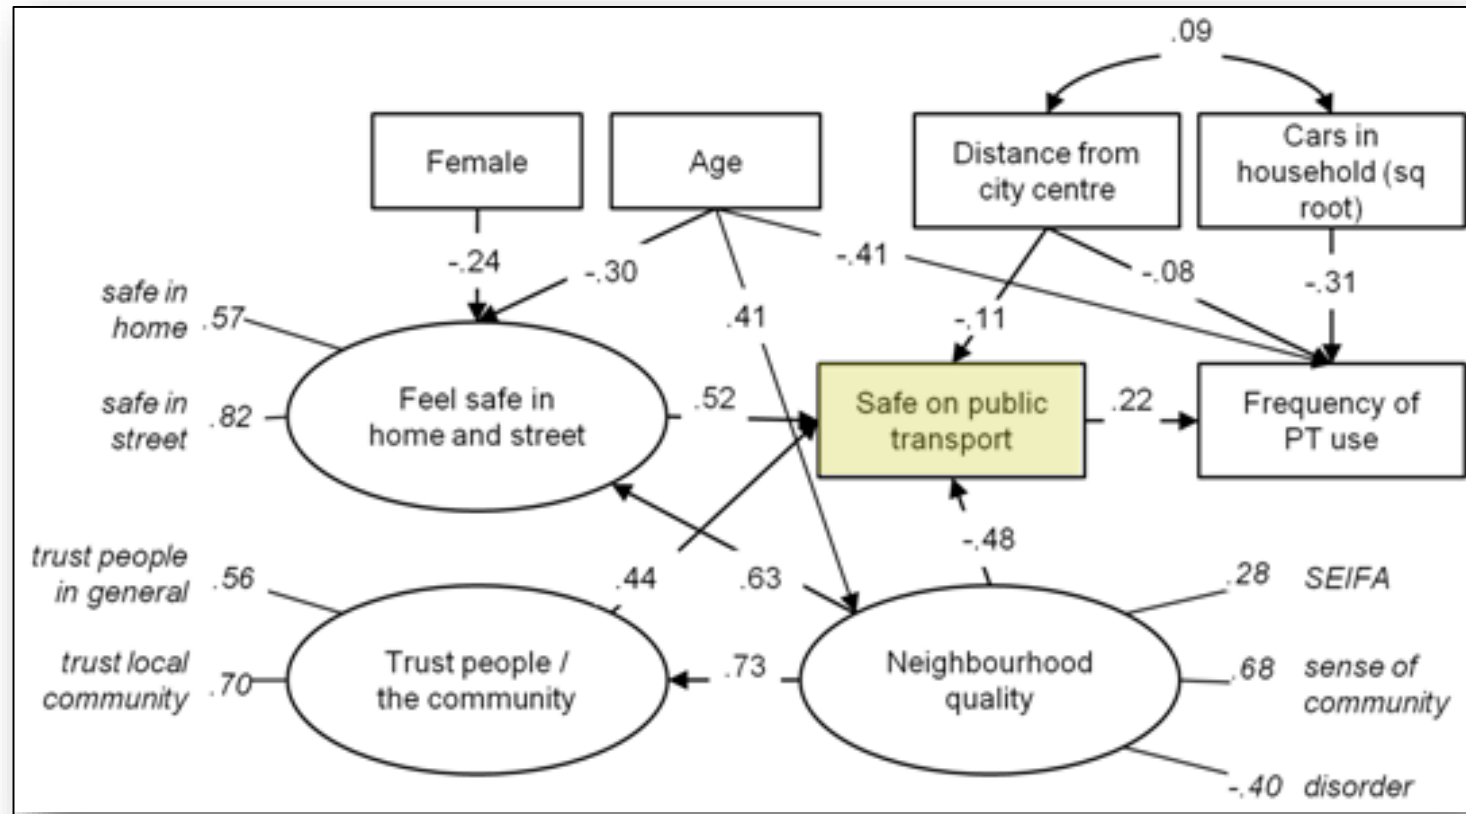 .09
Female
Age
Distance from
city centre
Cars in
household (sq
root)
-.24
-.30
-.41
-.08
-.31
safe in
home
.57
.41
-.11
safe in
street
.82
Feel safe in
home and street
.52
Safe on public
transport
.22
Frequency of
PT use
-.48
trust people
in general
.56
.44
.63
.28
SEIFA
trust local
community
.70
Trust people /
the community
.73
Neighbourhood
quality
.68
sense of
community
-.40
disorder